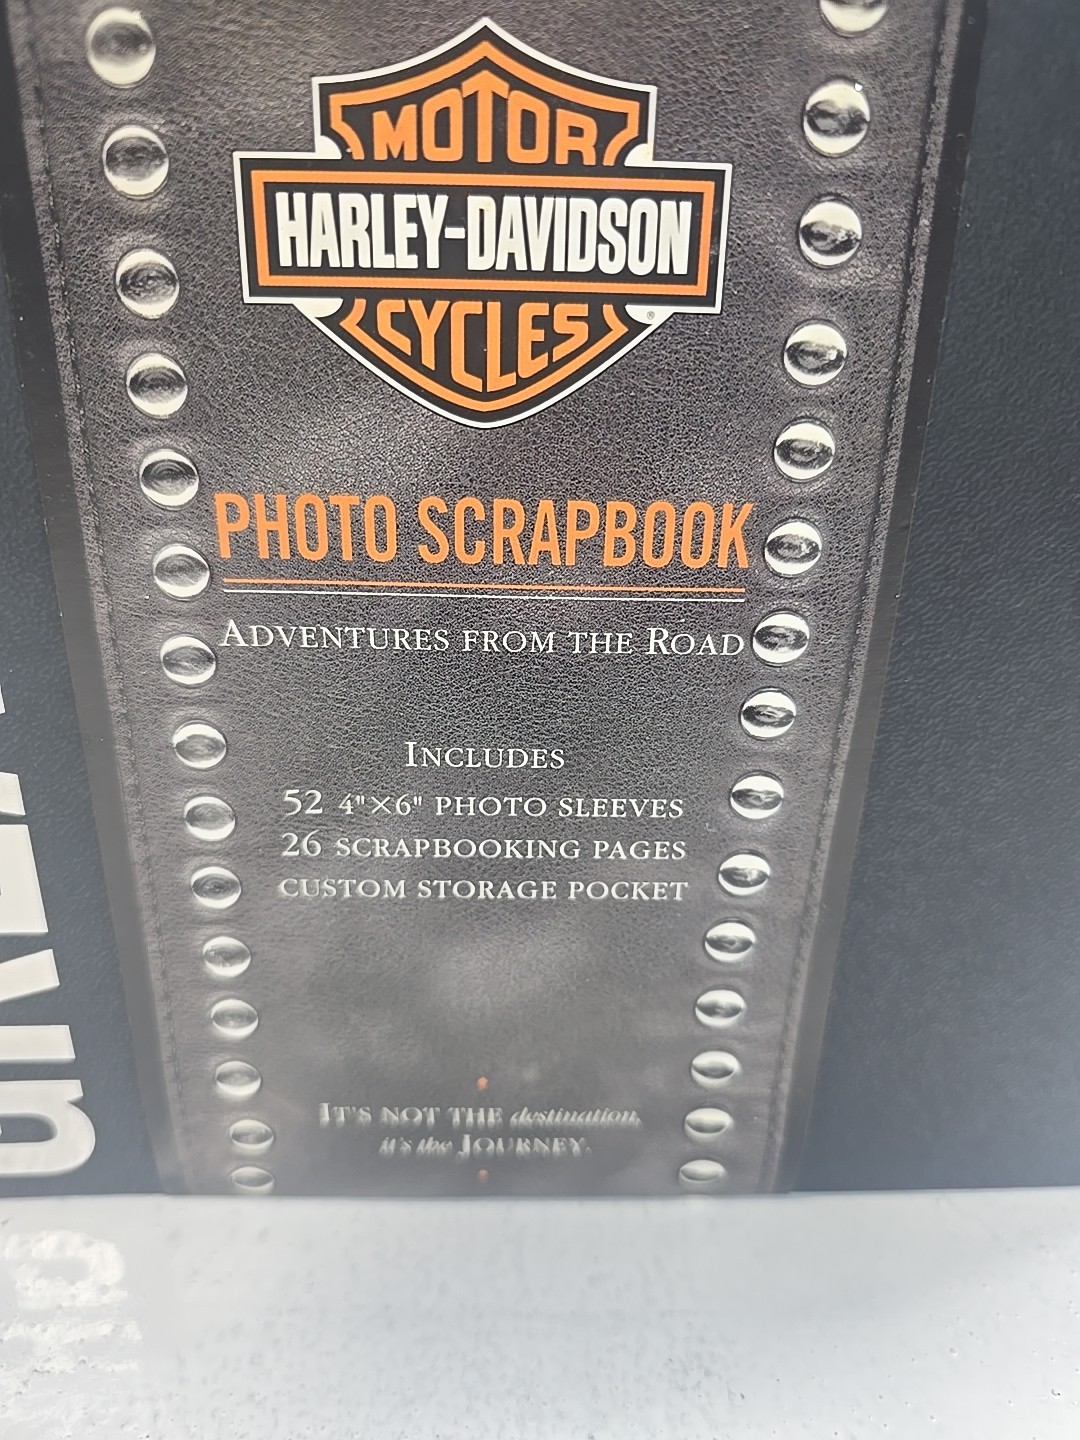 MOTOR
HARLEY-DAVIDSON
CYCLES
®
PHOTO SCRAPBOOK
ADVENTURES FROM THE ROAD
INCLUDES
52 4"×6" PHOTO SLEEVES
26 SCRAPBOOKING PAGES
CUSTOM STORAGE POCKET
IT'S NOT THE destination,
it's the JOURNEY.